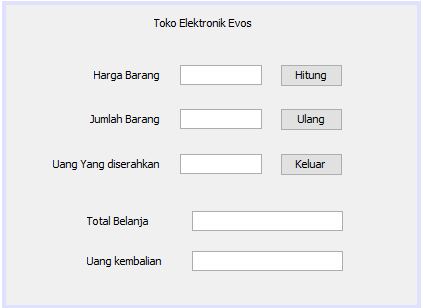 Toko Elektronik Evos
Harga Barang Hitung
Jumlah Barang Ulang
Uang Yang diserahkan Keluar
Total Belanja
Uang kembalian